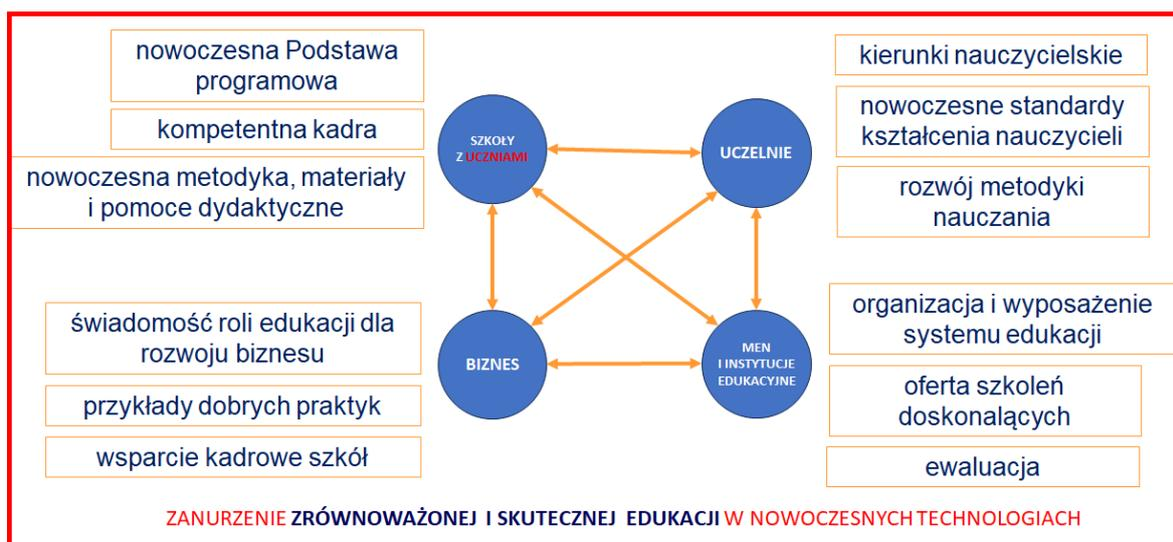 nowoczesna Podstawa
programowa
kompetentna kadra
nowoczesna metodyka, materiały
i pomoce dydaktyczne
SZKOŁY
Z UCZNIAMI
UCZELNIE
kierunki nauczycielskie
nowoczesne standardy
kształcenia nauczycieli
rozwój metodyki
nauczania
świadomość roli edukacji dla
rozwoju biznesu
przykłady dobrych praktyk
wsparcie kadrowe szkół
BIZNES
MEN
I INSTYTUCJE
EDUKACYJNE
organizacja i wyposażenie
systemu edukacji
oferta szkoleń
doskonalących
ewaluacja
ZANURZENIE ZRÓWNOWAŻONEJ I SKUTECZNEJ EDUKACJI W NOWOCZESNYCH TECHNOLOGIACH